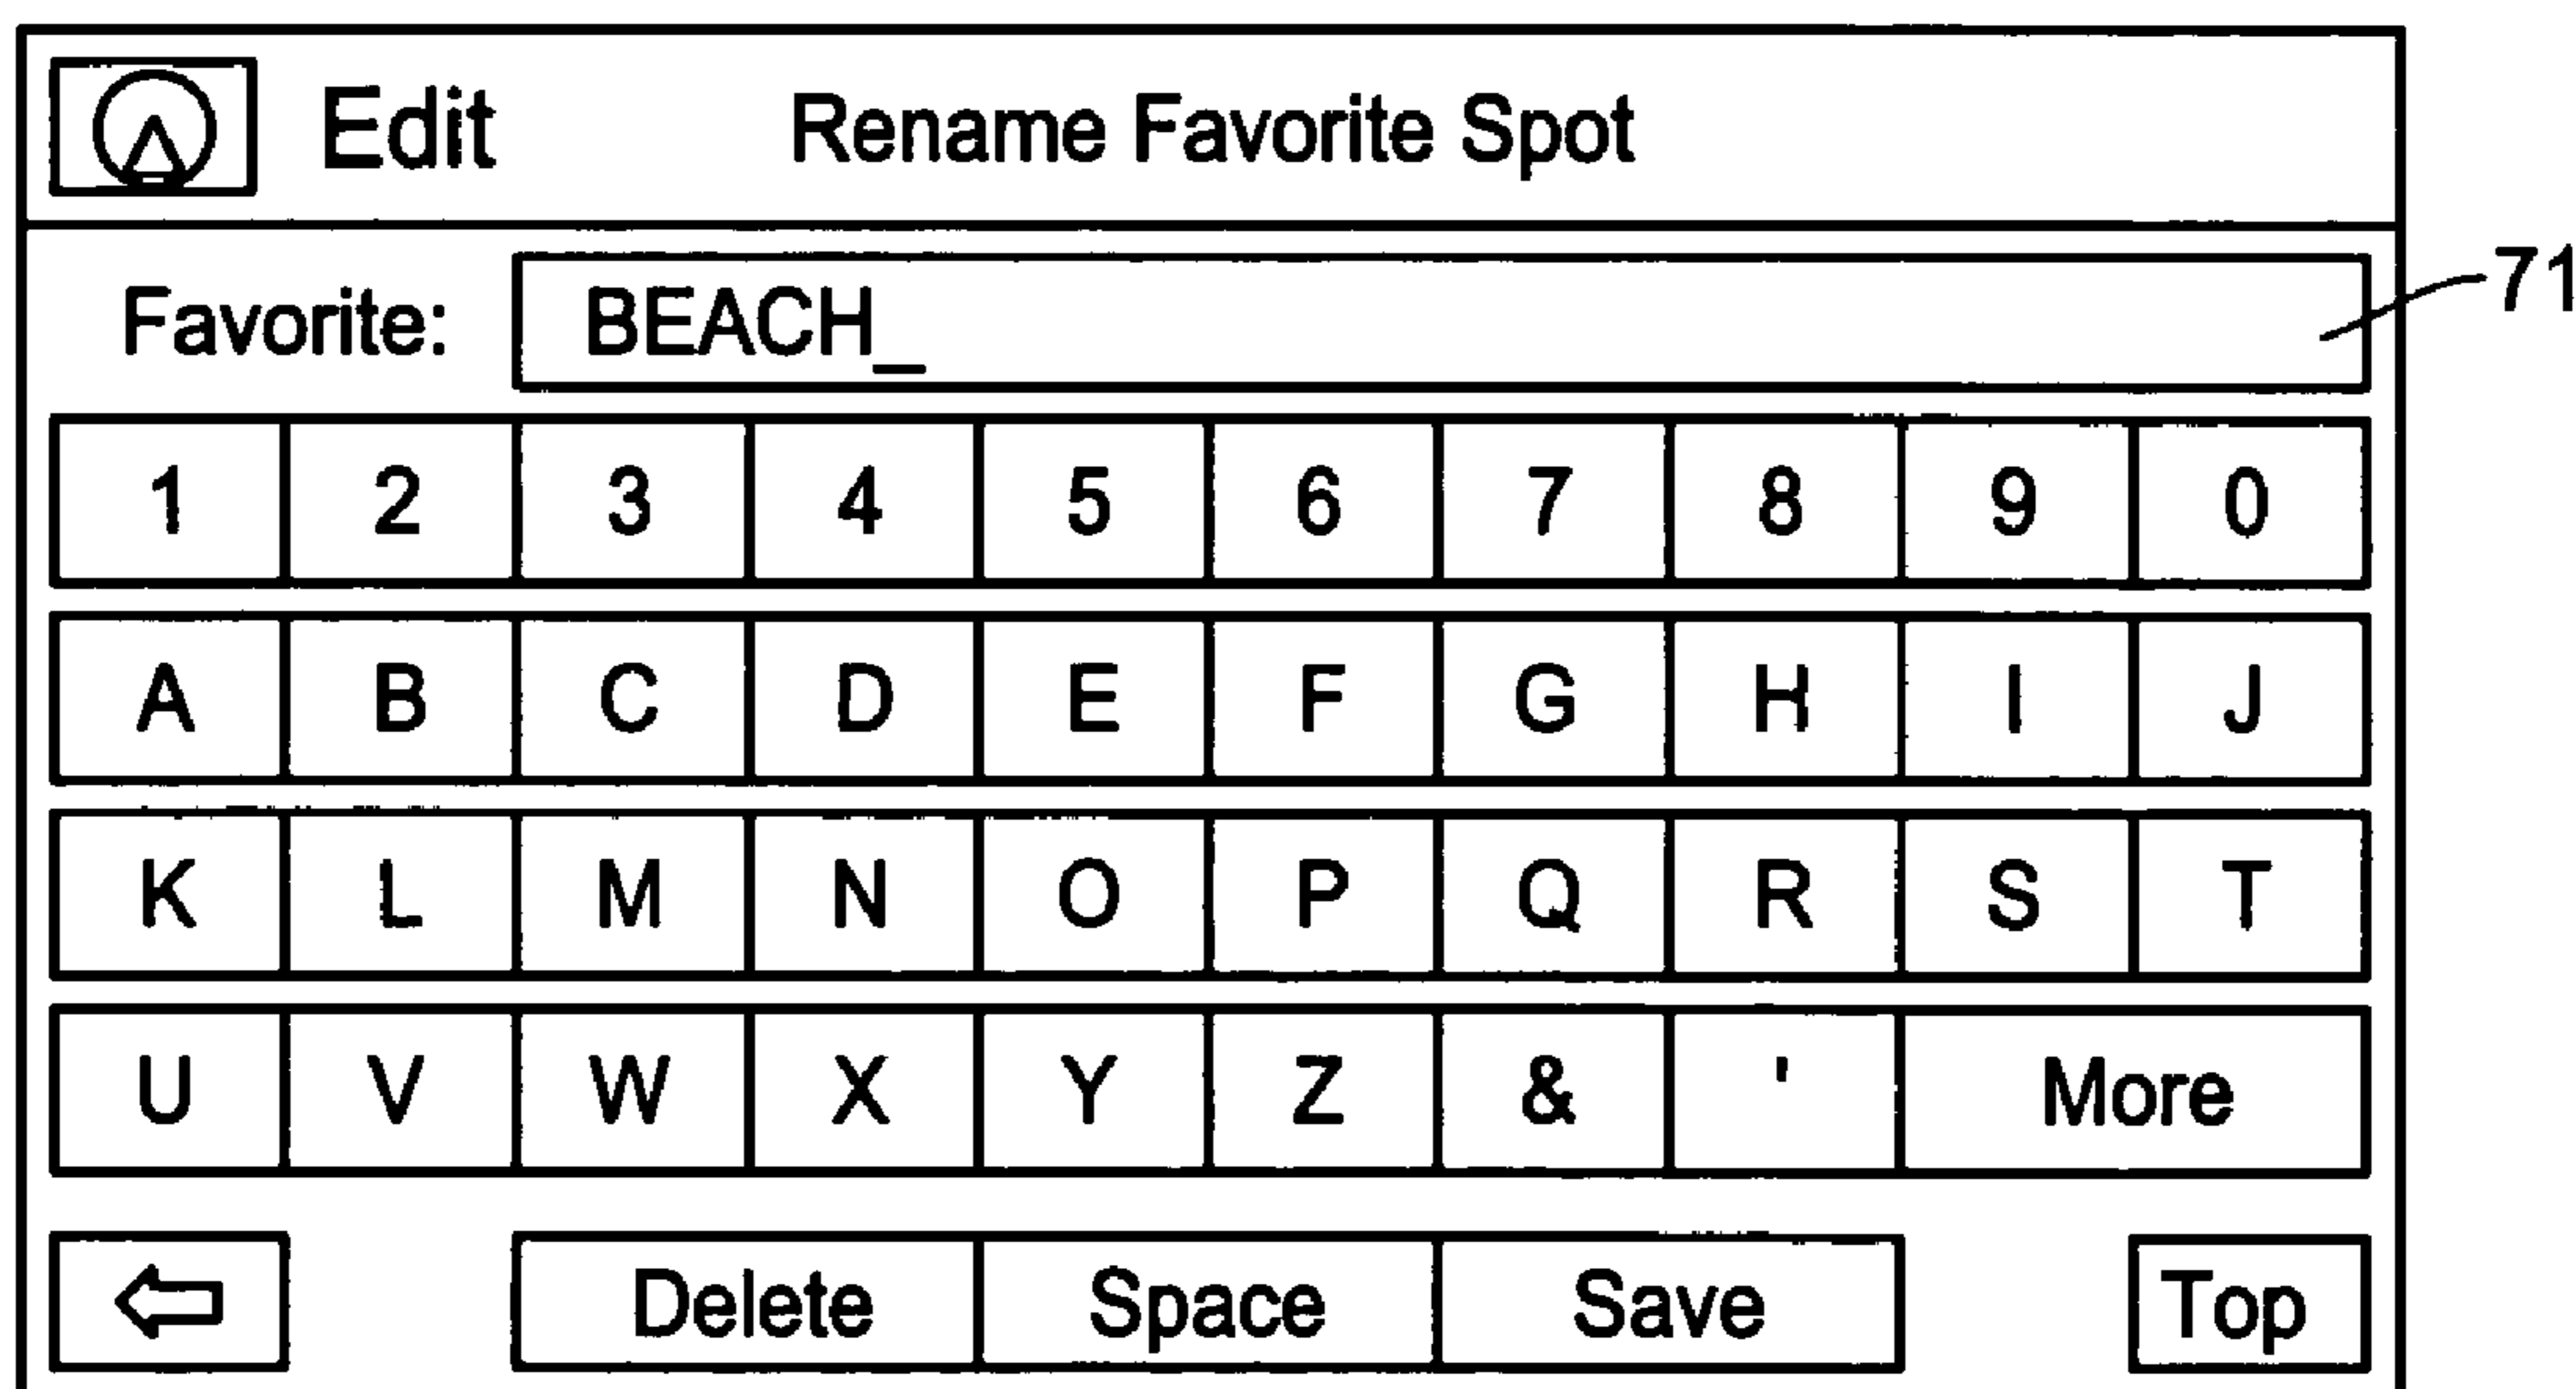 Edit Rename Favorite Spot
Favorite: BEACH_ 71
1 2 3 4 5 6 7 8 9 0
A B C D E F G H I J
K L M N O P Q R S T
U V W X Y Z & ' More
Delete Space Save Top